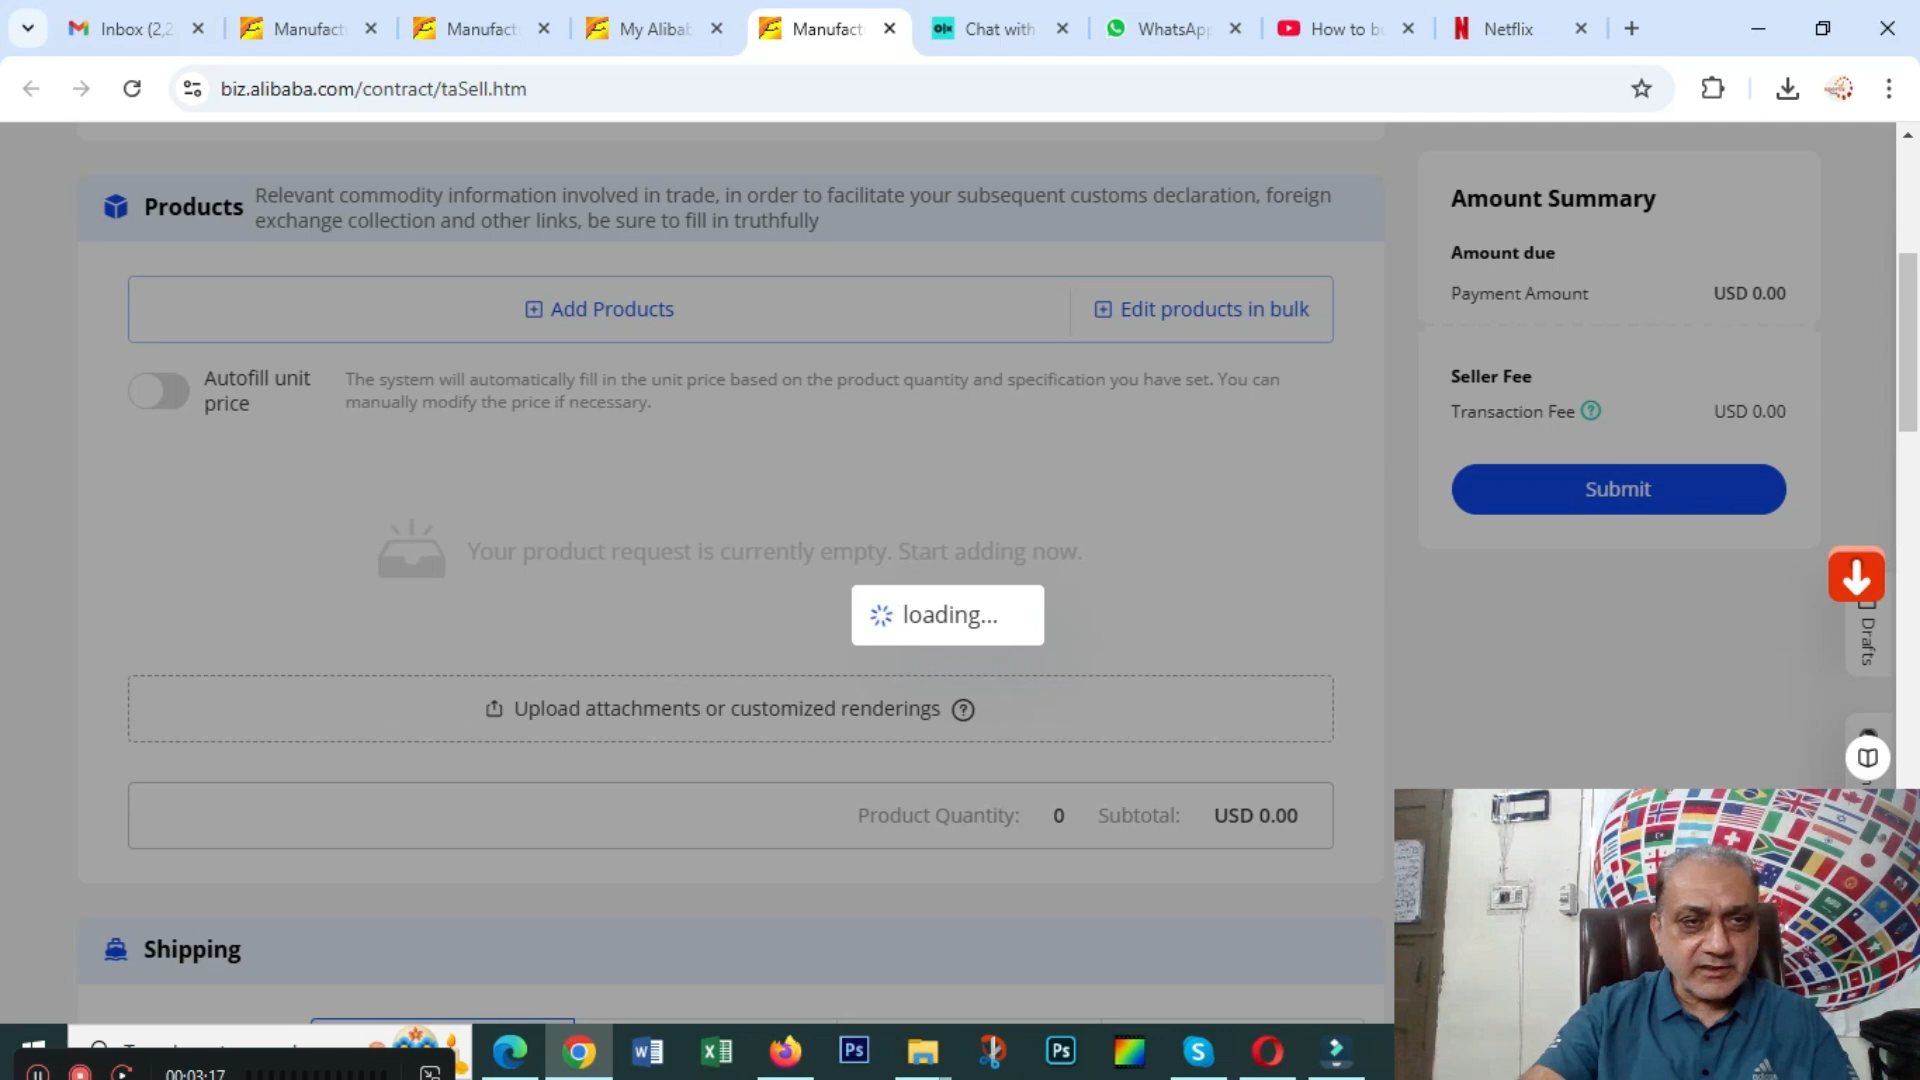 Inbox (2,2
Manufact
Manufact
My Alibab
Manufact
Chat with
WhatsApp
How to b
Netflix
biz.alibaba.com/contract/taSell.htm
Products
Relevant commodity information involved in trade, in order to facilitate your subsequent customs declaration, foreign
exchange collection and other links, be sure to fill in truthfully
Add Products
Edit products in bulk
Autofill unit
price
The system will automatically fill in the unit price based on the product quantity and specification you have set. You can
manually modify the price if necessary.
Your product request is currently empty. Start adding now.
loading...
Upload attachments or customized renderings
Product Quantity: 0 Subtotal: USD 0.00
Shipping
Amount Summary
Amount due
Payment Amount USD 0.00
Seller Fee
Transaction Fee USD 0.00
Submit
Drafts
olx
W
X
Ps
Ps
S
adidas
00:03:17